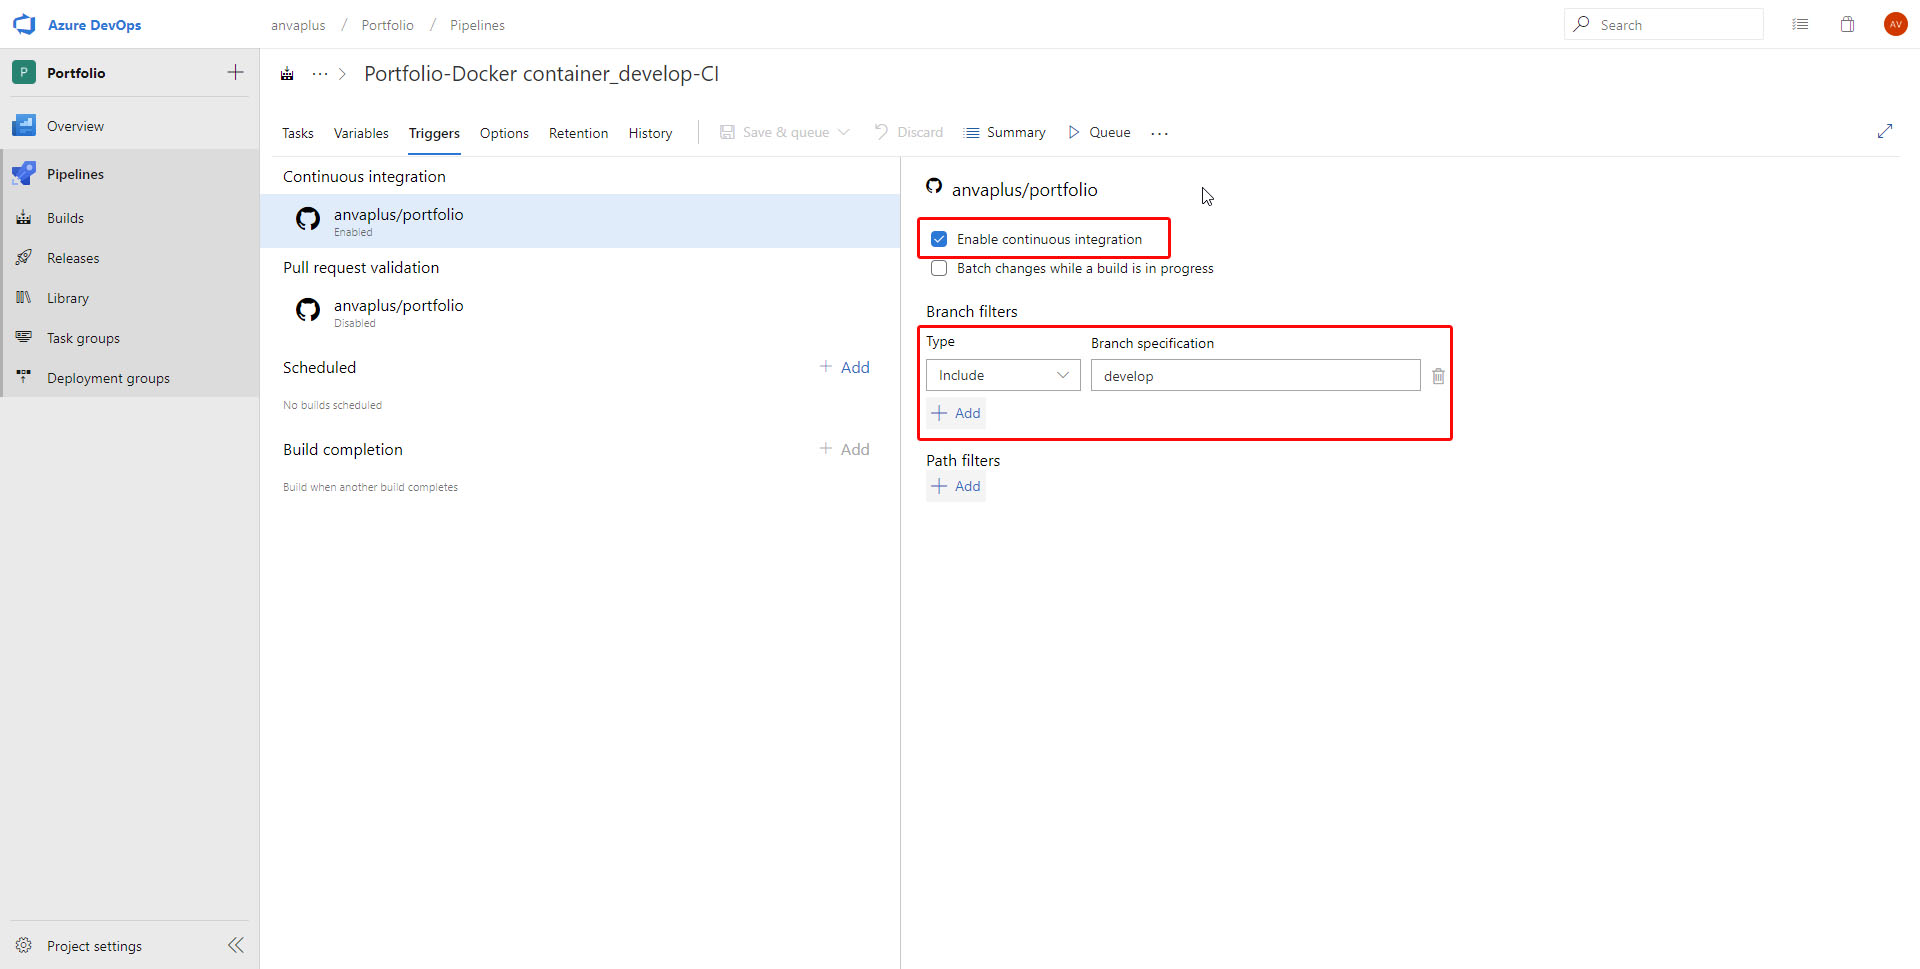 Azure DevOps
anvaplus / Portfolio / Pipelines
Search
AV
P
Portfolio
Overview
Pipelines
Builds
Releases
Library
Task groups
Deployment groups
Project settings
Portfolio-Docker container_develop-CI
Tasks Variables Triggers Options Retention History Save & queue Discard Summary Queue
Continuous integration
anvaplus/portfolio
Enabled
Pull request validation
anvaplus/portfolio
Disabled
Scheduled
Add
No builds scheduled
Build completion
Add
Build when another build completes
anvaplus/portfolio
Enable continuous integration
Batch changes while a build is in progress
Branch filters
Type Branch specification
Include develop
Add
Path filters
Add